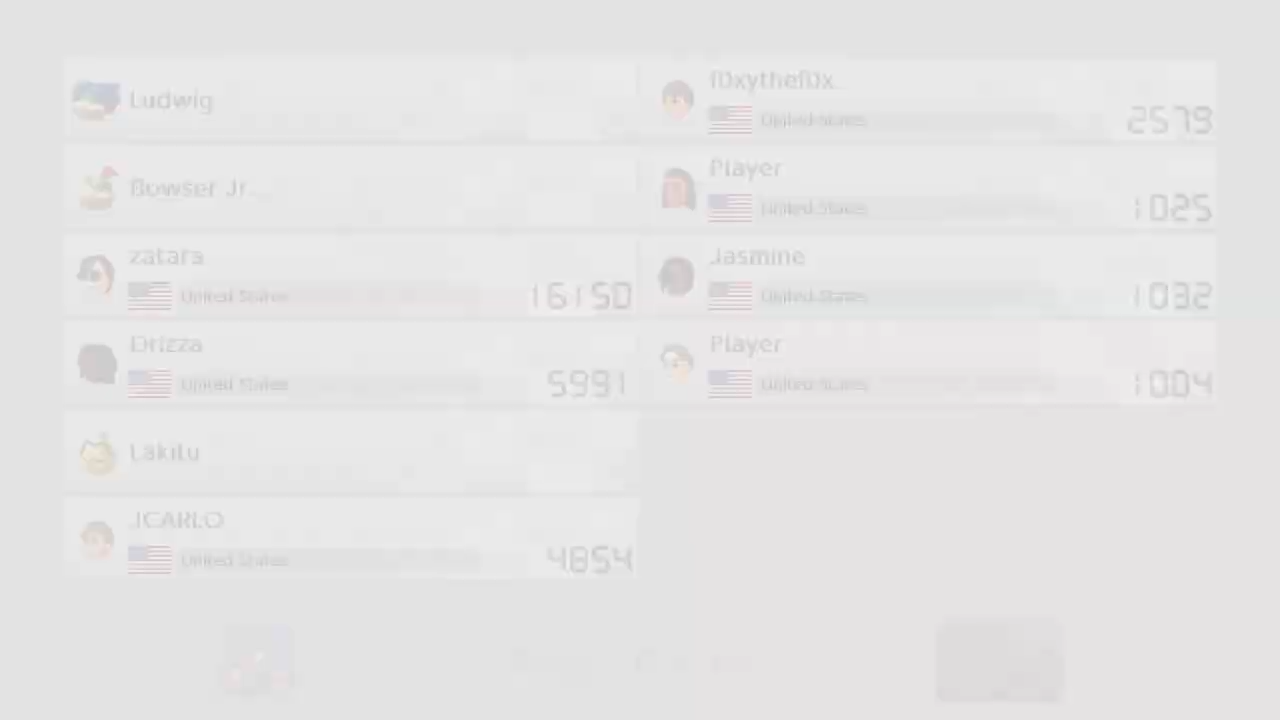 Ludwig
Bowser Jr.
zatara
United States 16150
Drizza
United States 5991
Lakitu
JCARLO
United States 4854
f0xythef0x
United States 2579
Player
United States 1025
Jasmine
United States 1032
Player
United States 1004